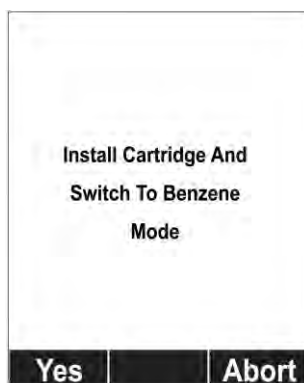 Install Cartridge And
Switch To Benzene
Mode
Yes Abort